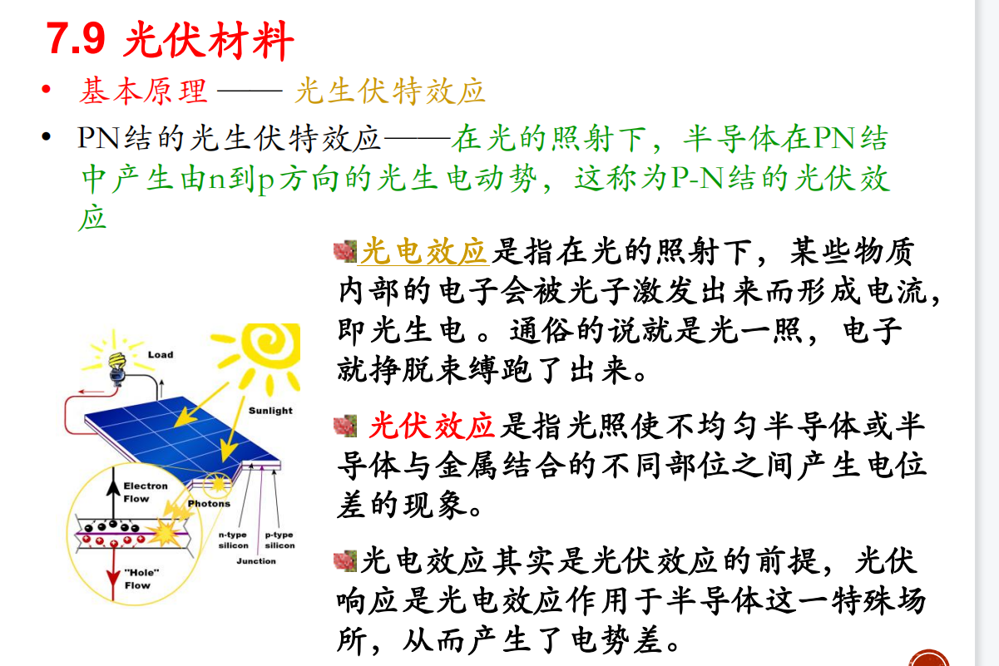 7.9 光伏材料
• 基本原理 —— 光生伏特效应
• PN结的光生伏特效应——在光的照射下，半导体在PN结
中产生由n到p方向的光生电动势，这称为P-N结的光伏效
应
光电效应是指在光的照射下，某些物质
内部的电子会被光子激发出来而形成电流，
即光生电 。通俗的说就是光一照，电子
就挣脱束缚跑了出来。
光伏效应是指光照使不均匀半导体或半
导体与金属结合的不同部位之间产生电位
差的现象。
光电效应其实是光伏效应的前提，光伏
响应是光电效应作用于半导体这一特殊场
所，从而产生了电势差。
Load
Sunlight
Electron
Flow
Photons
n-type
silicon
p-type
silicon
Junction
"Hole"
Flow